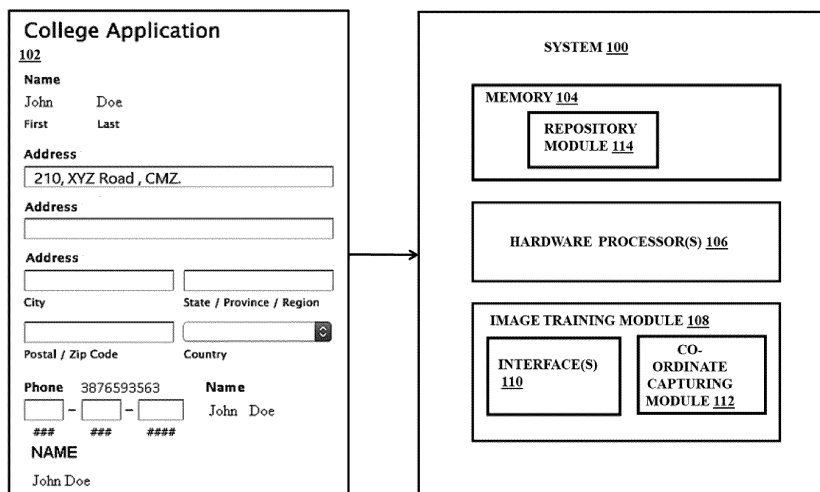 College Application
102
Name
John Doe
First Last
Address
210, XYZ Road , CMZ.
Address
Address
City State / Province / Region
Postal / Zip Code Country
Phone 3876593563 Name
- - John Doe
### ### ####
NAME
John Doe
SYSTEM 100
MEMORY 104
REPOSITORY
MODULE 114
HARDWARE PROCESSOR(S) 106
IMAGE TRAINING MODULE 108
INTERFACE(S)
110
CO-
ORDINATE
CAPTURING
MODULE 112